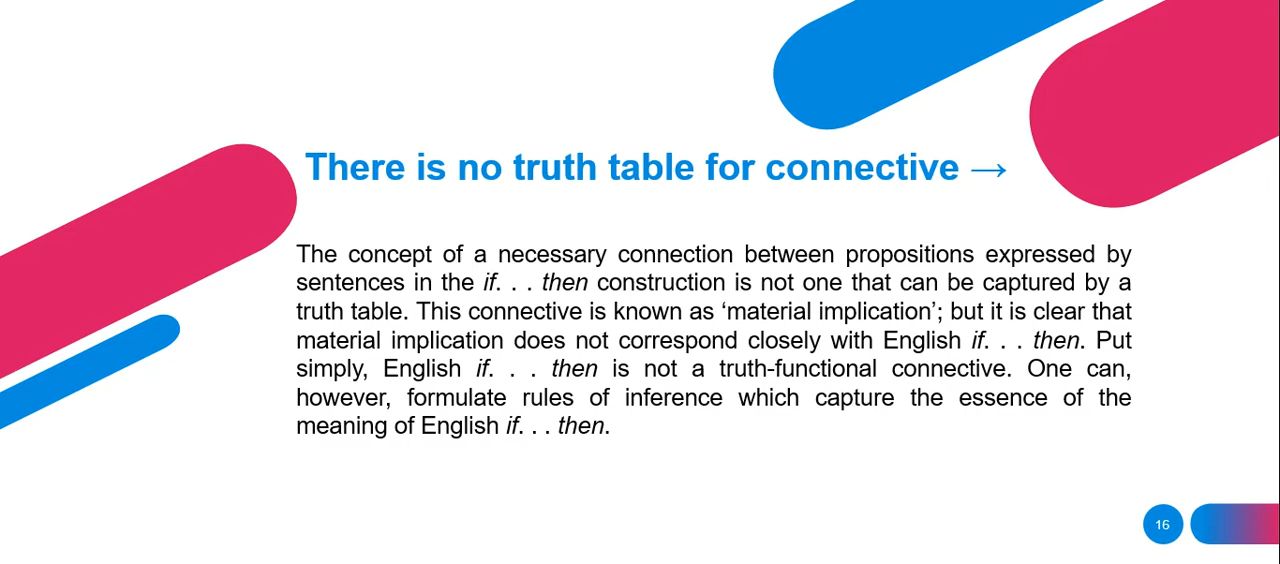 There is no truth table for connective →
The concept of a necessary connection between propositions expressed by
sentences in the if. . . then construction is not one that can be captured by a
truth table. This connective is known as ‘material implication’; but it is clear that
material implication does not correspond closely with English if. . . then. Put
simply, English if. . . then is not a truth-functional connective. One can,
however, formulate rules of inference which capture the essence of the
meaning of English if. . . then.
16